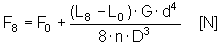 F₈ = F₀ + (L₈ − L₀) · G · d⁴ / 8 · n · D³ [N]